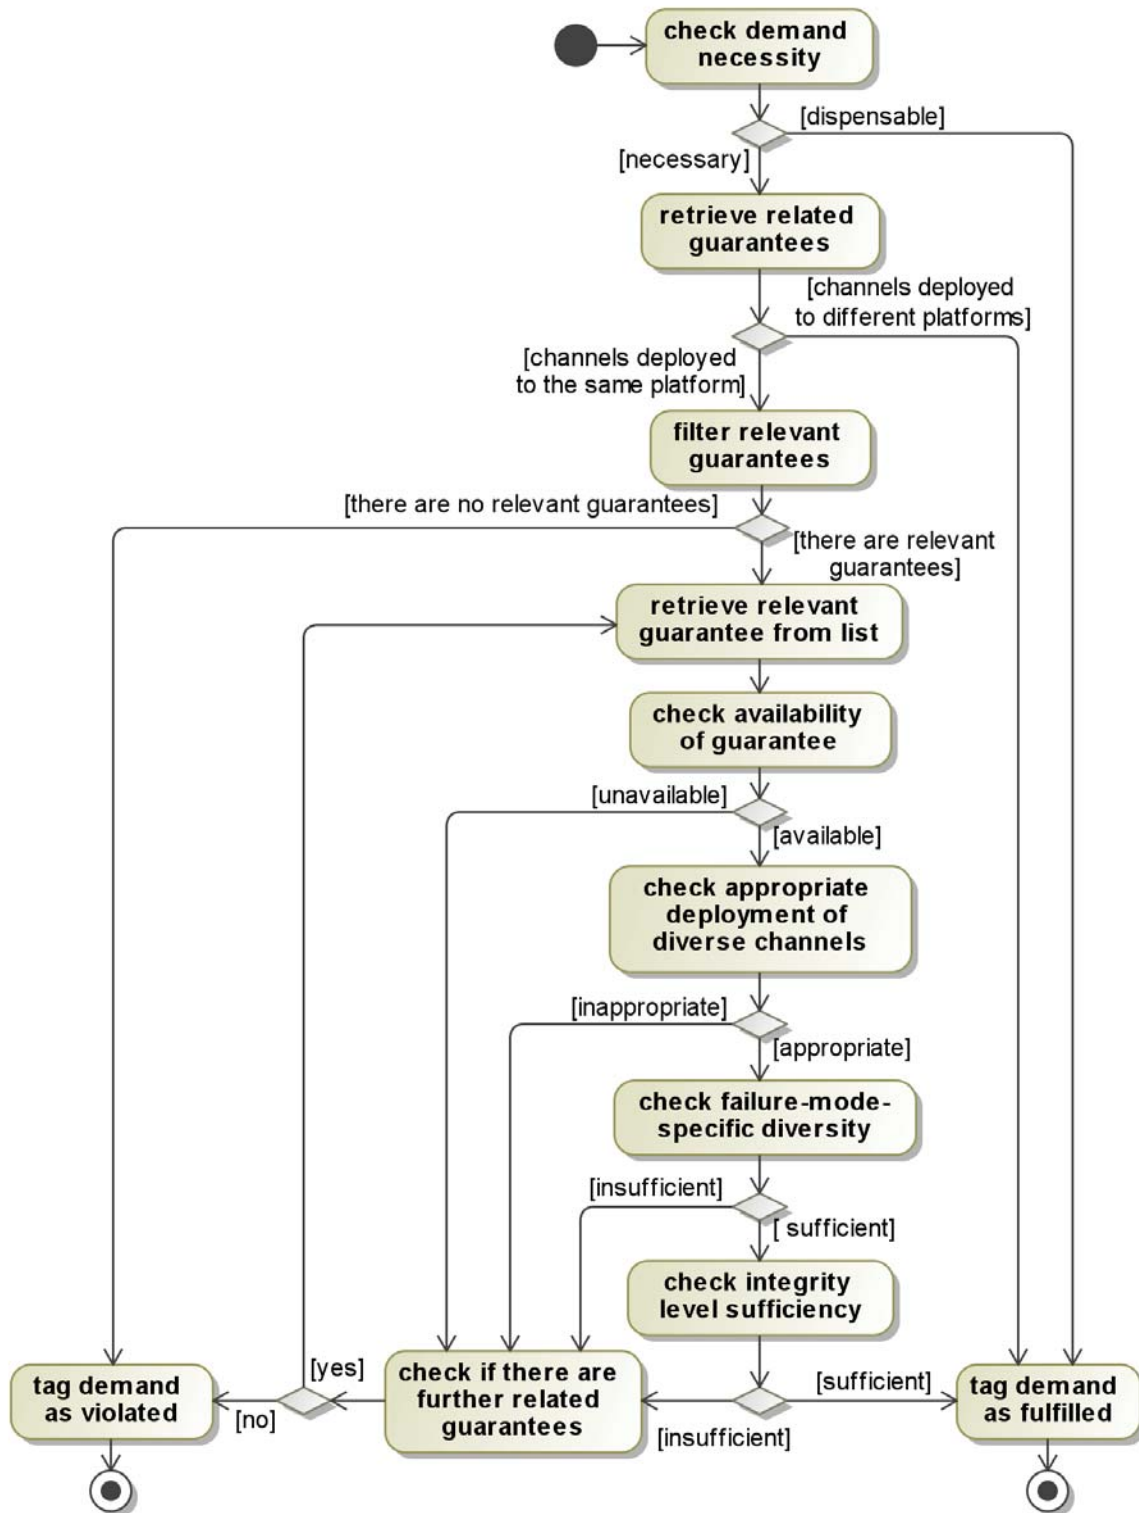 check demand
necessity
[dispensable]
[necessary]
retrieve related
guarantees
[channels deployed
to different platforms]
[channels deployed
to the same platform]
filter relevant
guarantees
[there are no relevant guarantees]
[there are relevant
guarantees]
retrieve relevant
guarantee from list
check availability
of guarantee
[unavailable]
[available]
check appropriate
deployment of
diverse channels
[inappropriate]
[appropriate]
check failure-mode-
specific diversity
[insufficient]
[ sufficient]
check integrity
level sufficiency
tag demand
as violated
[yes]
[no]
check if there are
further related
guarantees
[sufficient]
[insufficient]
tag demand
as fulfilled